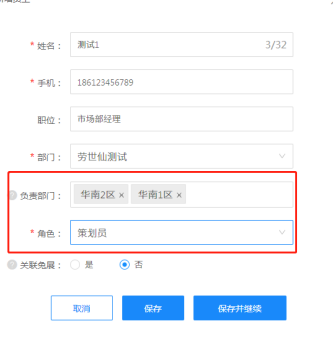 * 姓名： 测试1 3/32
* 手机： 186123456789
职位： 市场部经理
* 部门： 劳世仙测试
? 负责部门： 华南2区 × 华南1区 ×
* 角色： 策划员
? 关联免展： 是 否
取消 保存 保存并继续